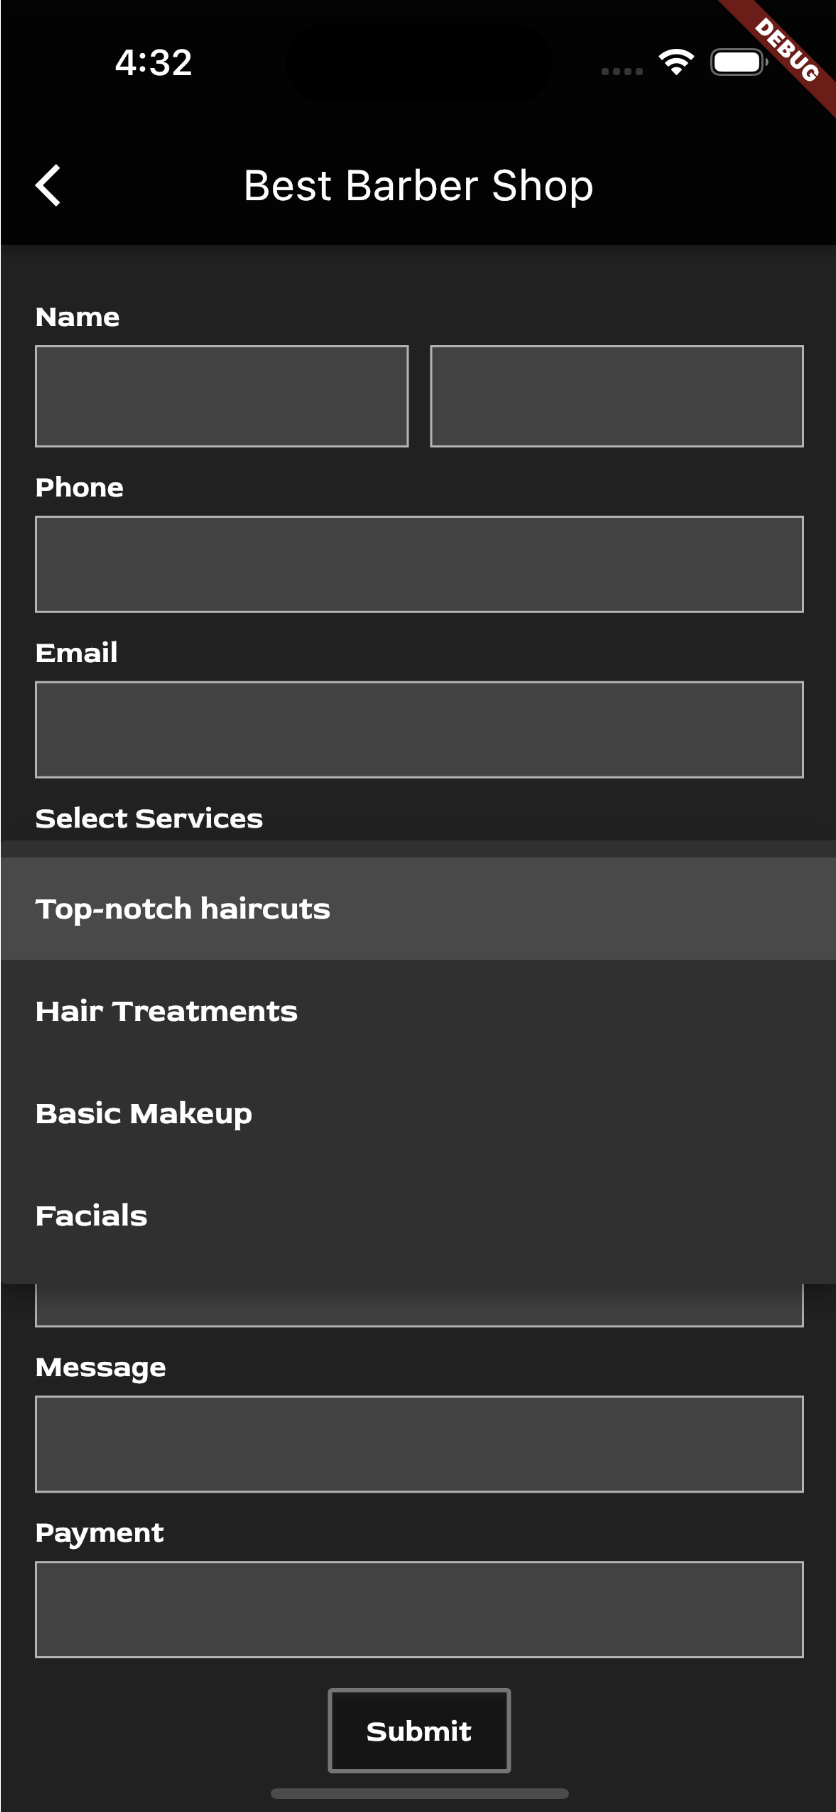 4:32
DEBUG
Best Barber Shop
Name
Phone
Email
Select Services
Top-notch haircuts
Hair Treatments
Basic Makeup
Facials
Message
Payment
Submit